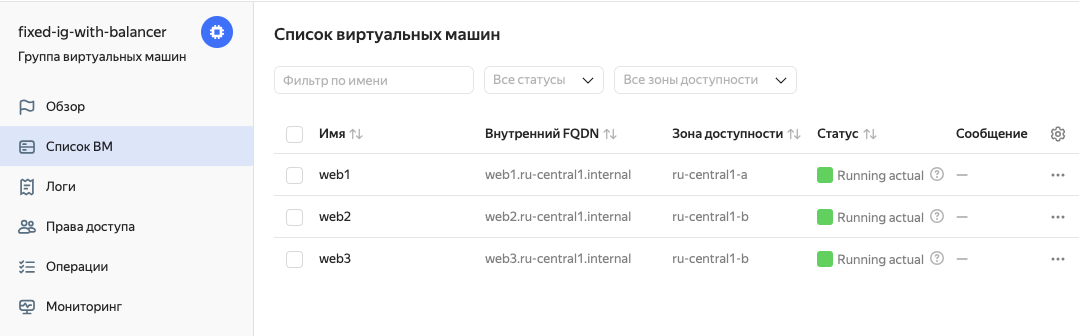 fixed-ig-with-balancer
Группа виртуальных машин
Обзор
Список ВМ
Логи
Права доступа
Операции
Мониторинг
Список виртуальных машин
Фильтр по имени
Все статусы
Все зоны доступности
Имя Внутренний FQDN Зона доступности Статус Сообщение
web1 web1.ru-central1.internal ru-central1-a Running actual —
web2 web2.ru-central1.internal ru-central1-b Running actual —
web3 web3.ru-central1.internal ru-central1-b Running actual —